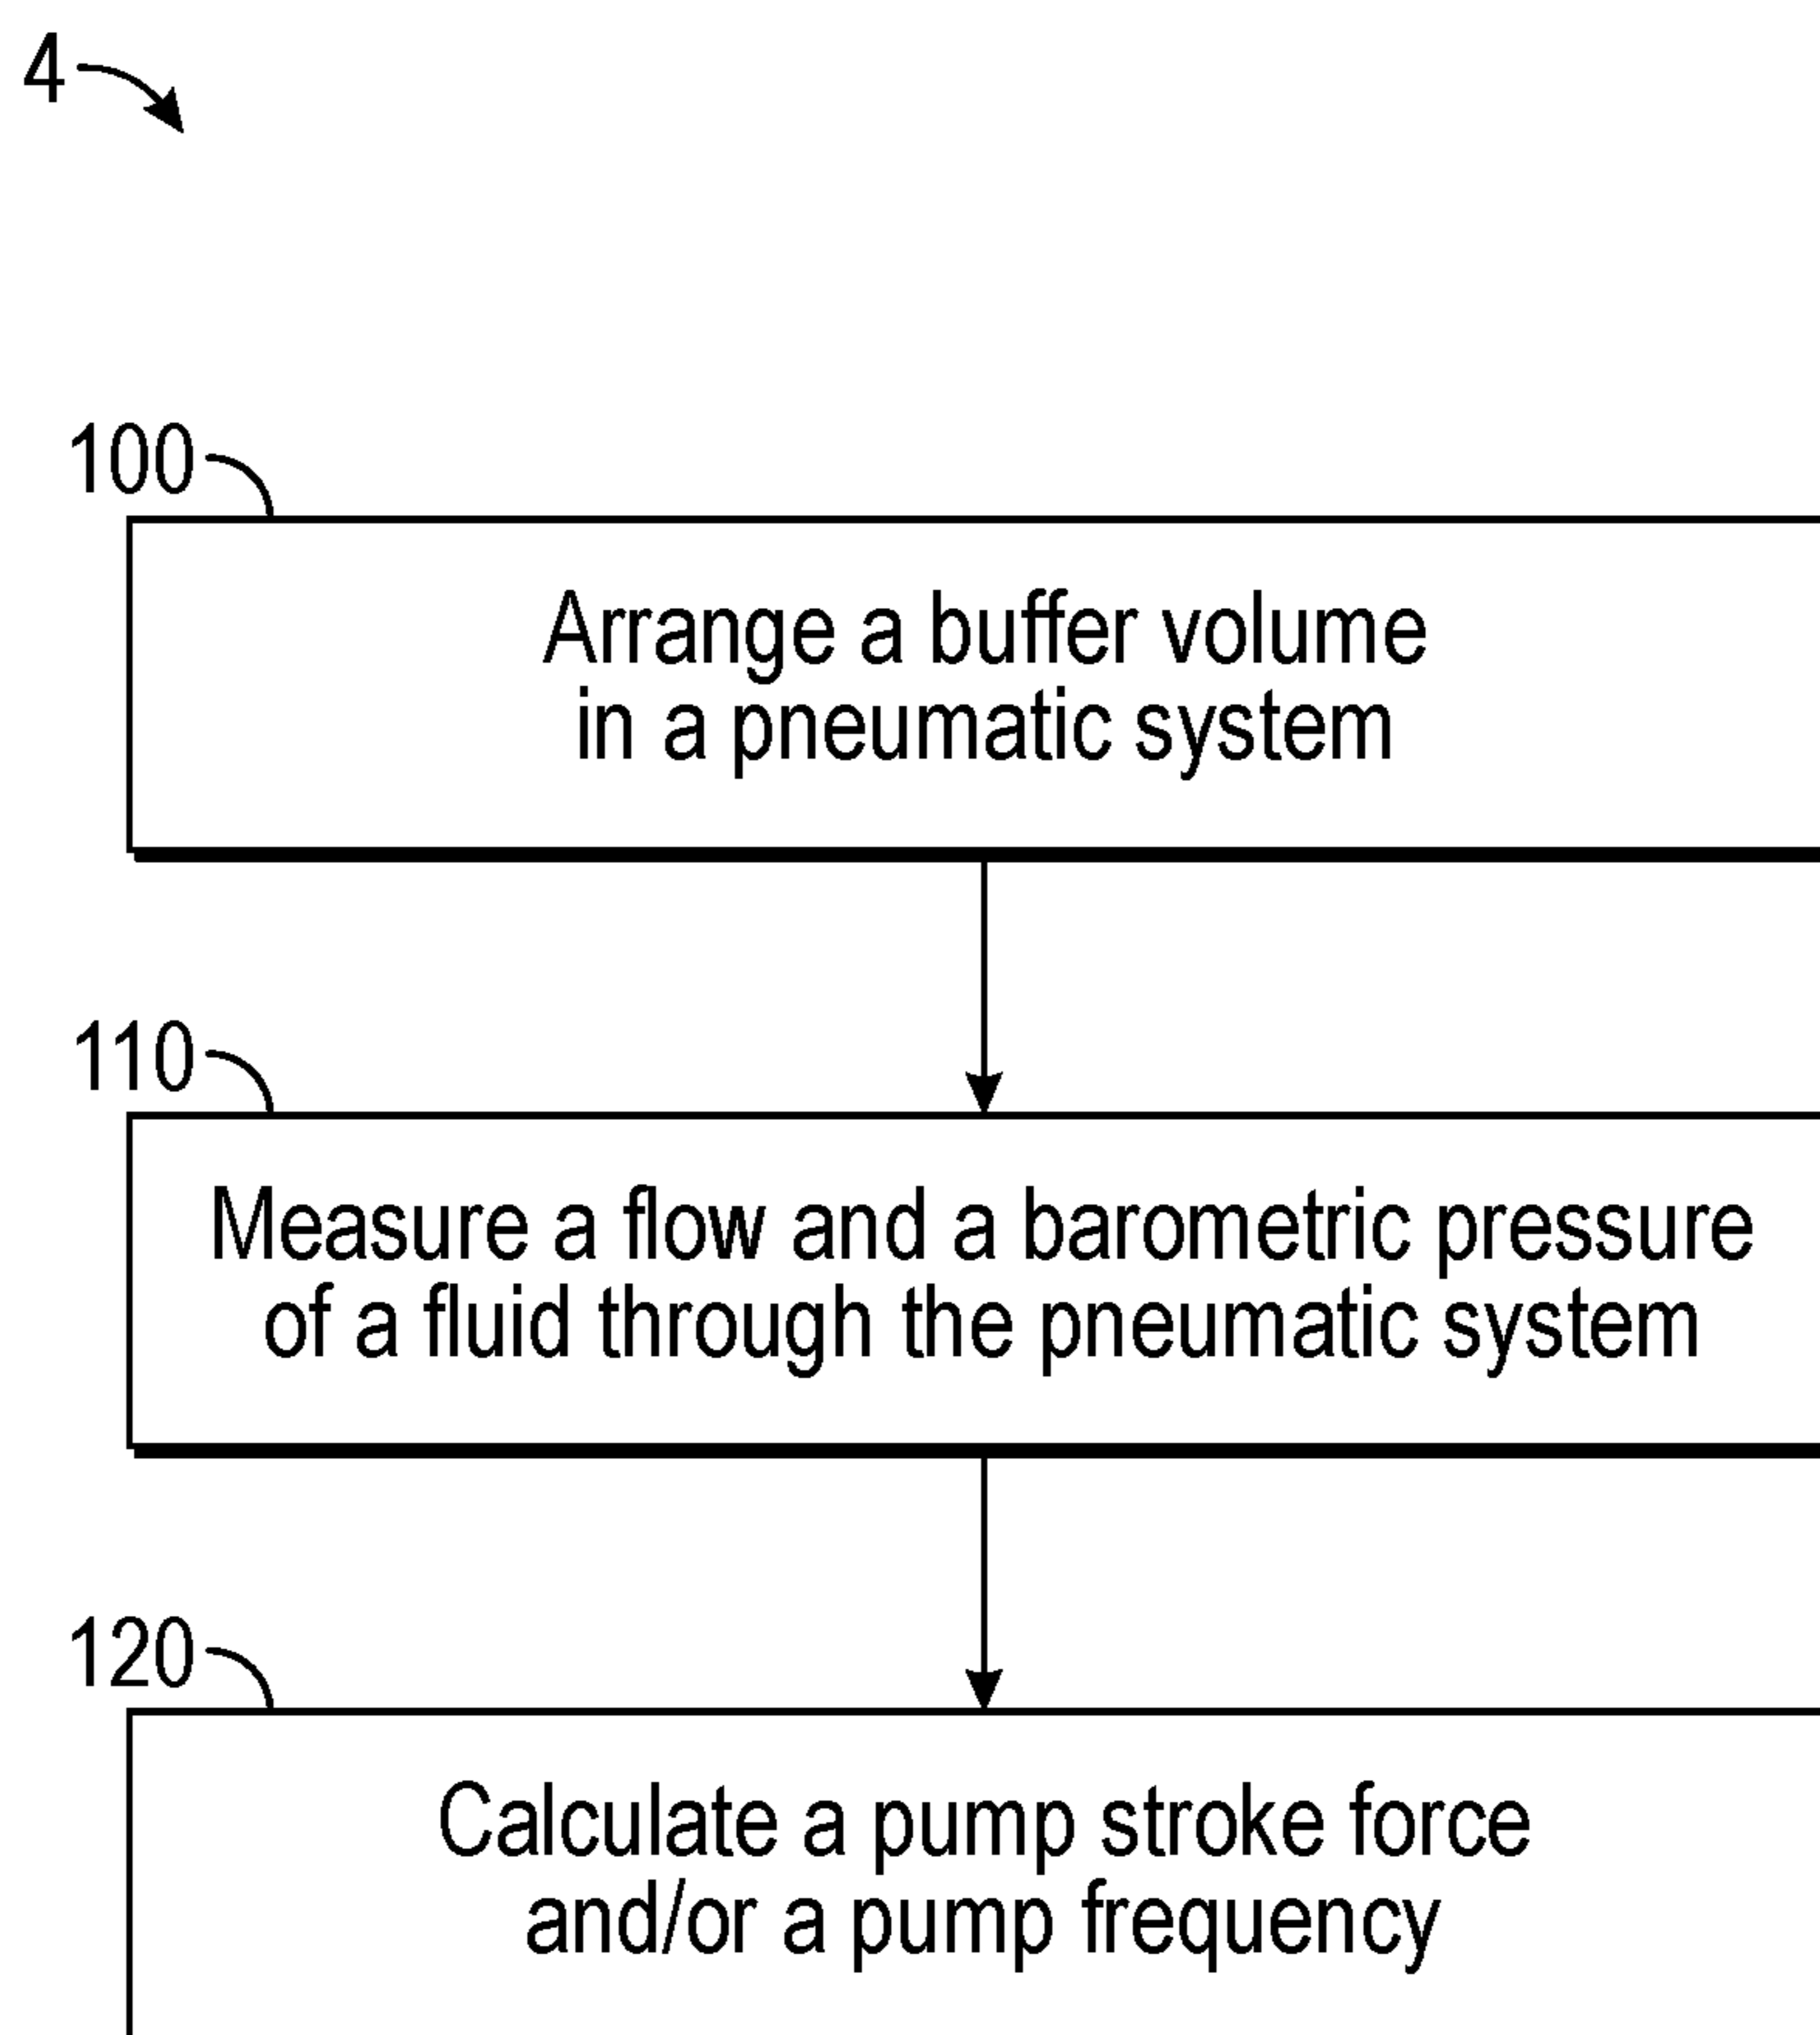 4
100
Arrange a buffer volume
in a pneumatic system
110
Measure a flow and a barometric pressure
of a fluid through the pneumatic system
120
Calculate a pump stroke force
and/or a pump frequency